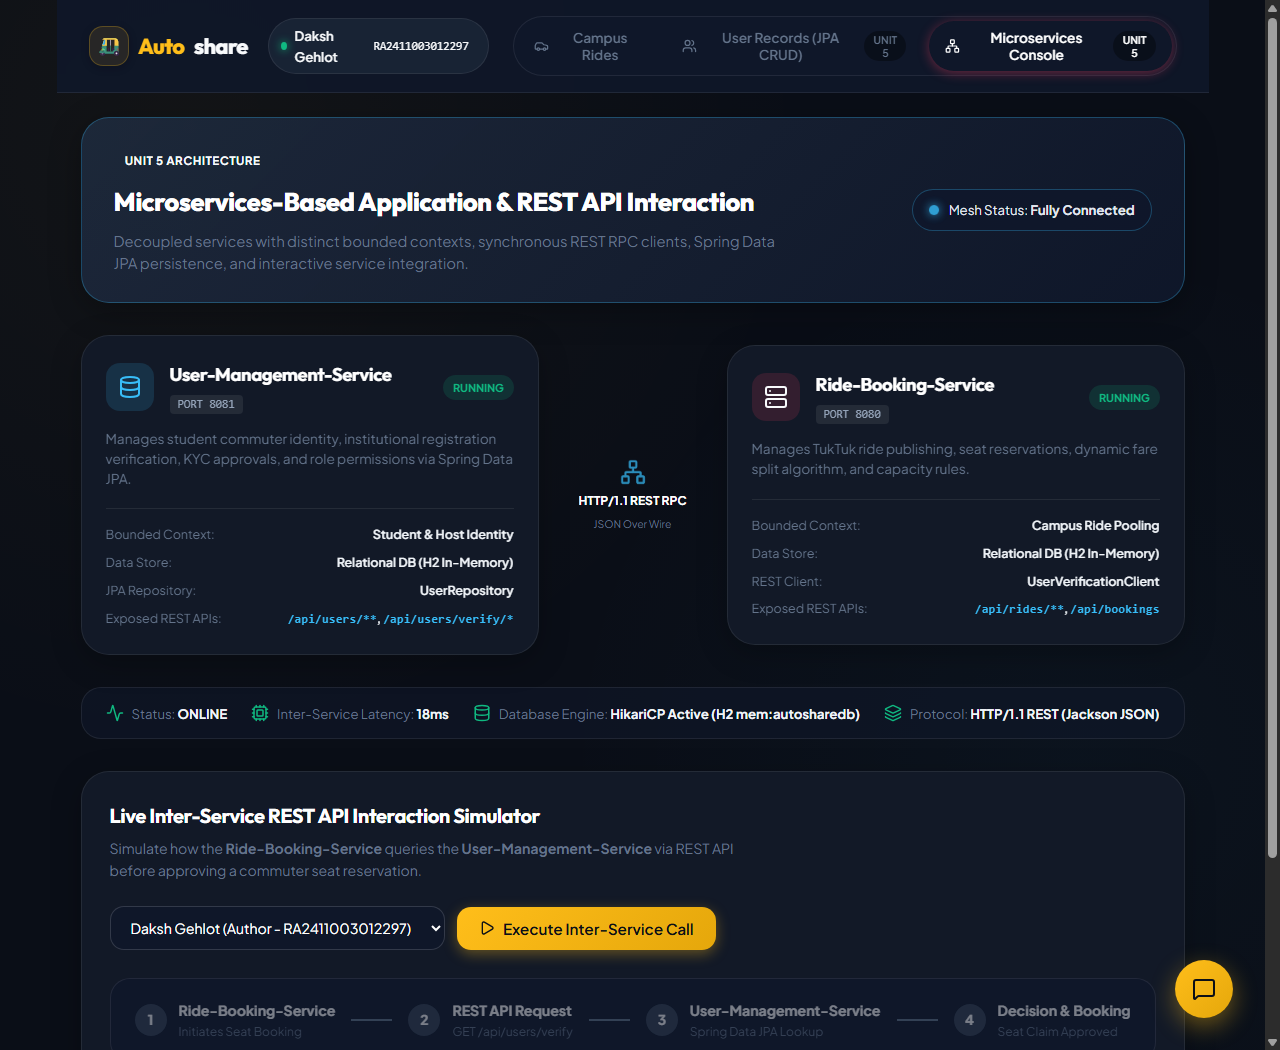 Auto share
Daksh Gehlot
RA2411003012297
Campus Rides
User Records (JPA CRUD)
UNIT 5
Microservices Console
UNIT 5
UNIT 5 ARCHITECTURE
Microservices-Based Application & REST API Interaction
Decoupled services with distinct bounded contexts, synchronous REST RPC clients, Spring Data
JPA persistence, and interactive service integration.
Mesh Status: Fully Connected
User-Management-Service
PORT 8081
RUNNING
Manages student commuter identity, institutional registration
verification, KYC approvals, and role permissions via Spring Data
JPA.
Bounded Context: Student & Host Identity
Data Store: Relational DB (H2 In-Memory)
JPA Repository: UserRepository
Exposed REST APIs: /api/users/**, /api/users/verify/*
HTTP/1.1 REST RPC
JSON Over Wire
Ride-Booking-Service
PORT 8080
RUNNING
Manages TukTuk ride publishing, seat reservations, dynamic fare
split algorithm, and capacity rules.
Bounded Context: Campus Ride Pooling
Data Store: Relational DB (H2 In-Memory)
REST Client: UserVerificationClient
Exposed REST APIs: /api/rides/**, /api/bookings
Status: ONLINE
Inter-Service Latency: 18ms
Database Engine: HikariCP Active (H2 mem:autosharedb)
Protocol: HTTP/1.1 REST (Jackson JSON)
Live Inter-Service REST API Interaction Simulator
Simulate how the Ride-Booking-Service queries the User-Management-Service via REST API
before approving a commuter seat reservation.
Daksh Gehlot (Author - RA2411003012297)
Execute Inter-Service Call
1 Ride-Booking-Service
Initiates Seat Booking
2 REST API Request
GET /api/users/verify
3 User-Management-Service
Spring Data JPA Lookup
4 Decision & Booking
Seat Claim Approved